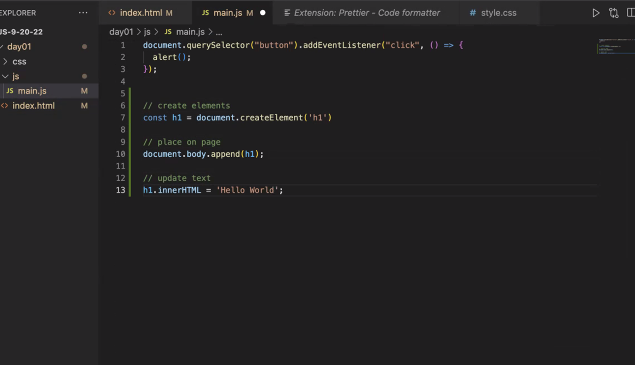 EXPLORER ...
JS-9-20-22
day01
css
js
JS main.js M
<> index.html M
<> index.html M
JS main.js M
Extension: Prettier - Code formatter
# style.css
day01 > js > JS main.js > ...
1 document.querySelector("button").addEventListener("click", () => {
2 alert();
3 });
4
5
6 // create elements
7 const h1 = document.createElement('h1')
8
9 // place on page
10 document.body.append(h1);
11
12 // update text
13 h1.innerHTML = 'Hello World';